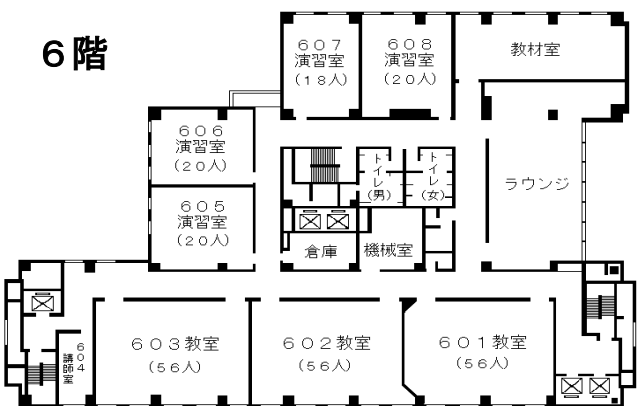 ６階
６０７
演習室
（１８人）
６０８
演習室
（２０人）
教材室
６０６
演習室
（２０人）
トイレ
（男）
トイレ
（女）
ラウンジ
６０５
演習室
（２０人）
倉庫
機械室
６０４
講師室
６０３教室
（５６人）
６０２教室
（５６人）
６０１教室
（５６人）